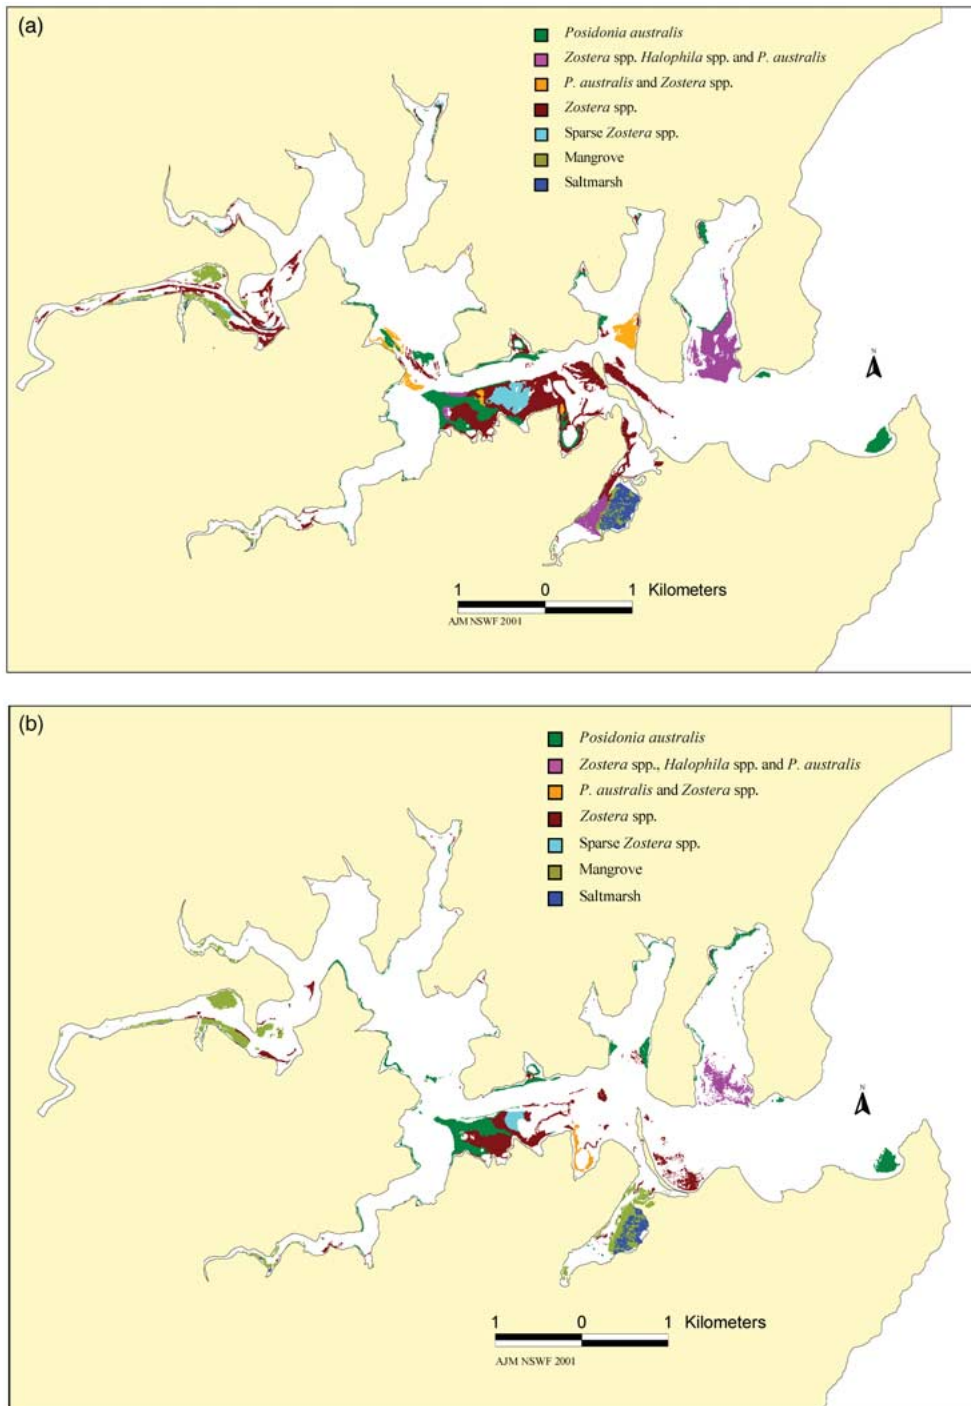 (a)
Posidonia australis
Zostera spp. Halophila spp. and P. australis
P. australis and Zostera spp.
Zostera spp.
Sparse Zostera spp.
Mangrove
Saltmarsh
N
1 0 1 Kilometers
AJM NSWF 2001
(b)
Posidonia australis
Zostera spp., Halophila spp. and P. australis
P. australis and Zostera spp.
Zostera spp.
Sparse Zostera spp.
Mangrove
Saltmarsh
N
1 0 1 Kilometers
AJM NSWF 2001